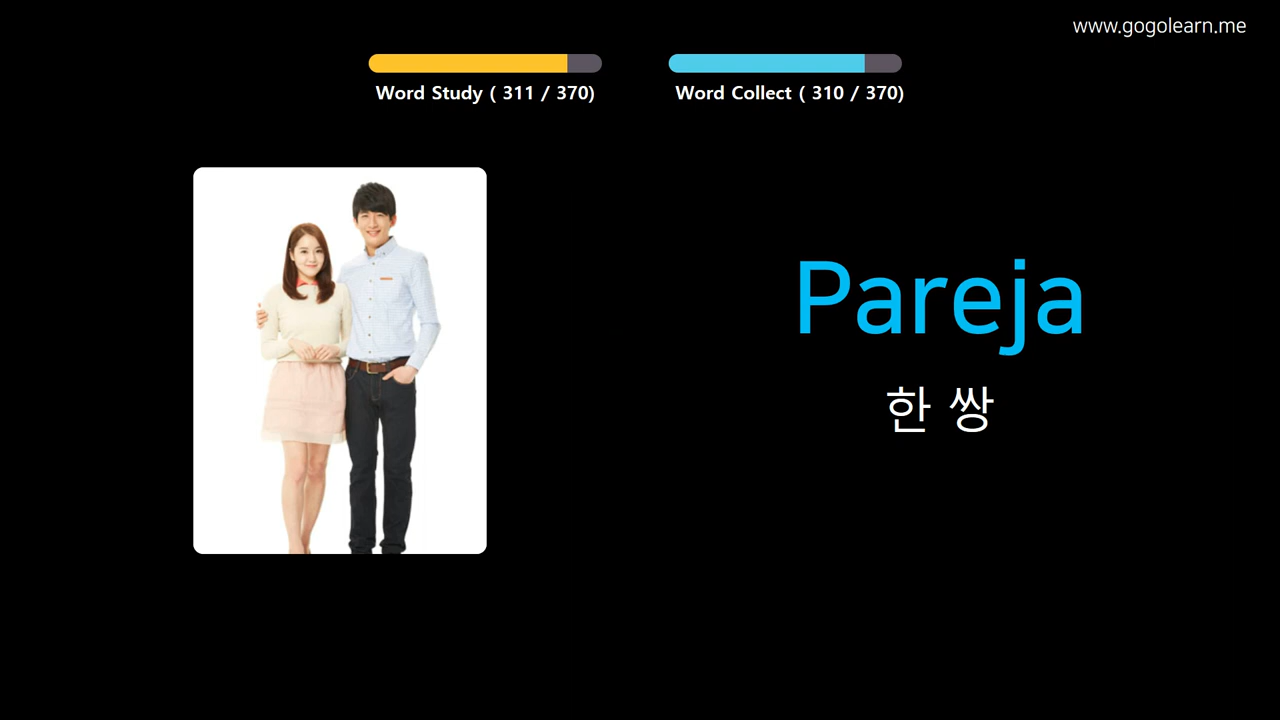 www.gogolearn.me
Word Study ( 311 / 370)
Word Collect ( 310 / 370)
Pareja
한 쌍